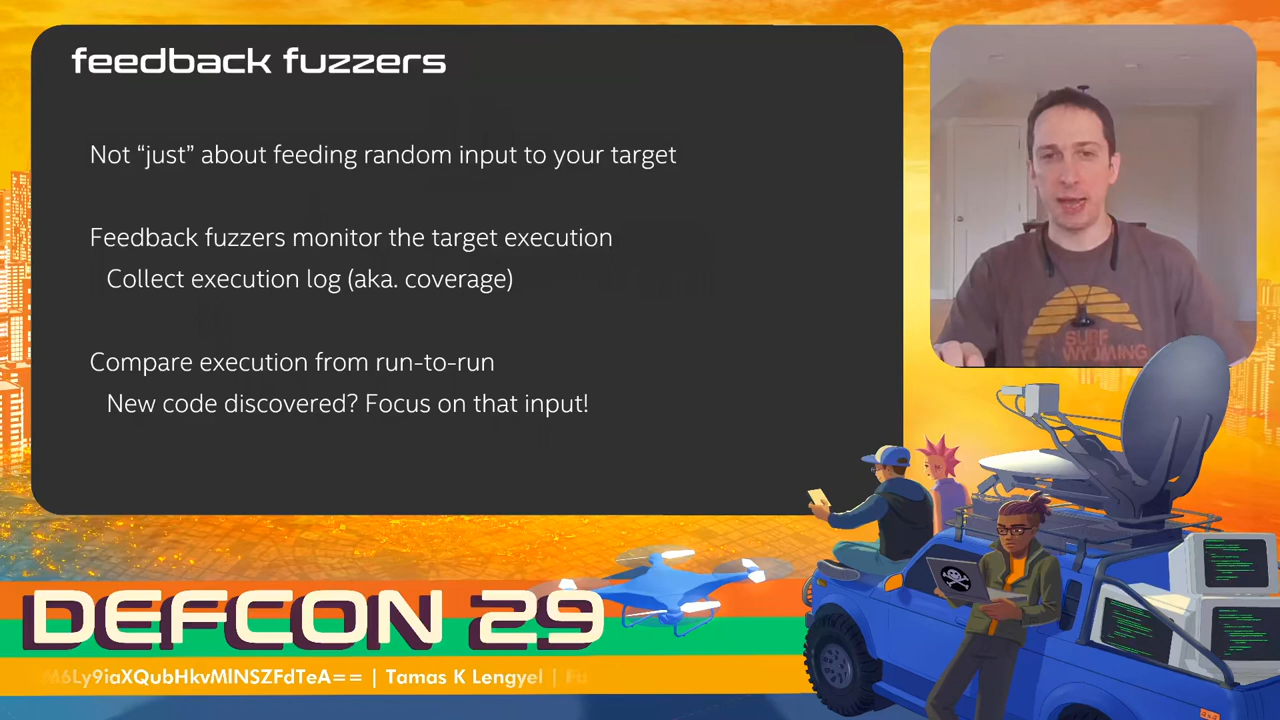 feedback fuzzers
Not “just” about feeding random input to your target
Feedback fuzzers monitor the target execution
Collect execution log (aka. coverage)
Compare execution from run-to-run
New code discovered? Focus on that input!
SURF
WYOMING
DEFCON 29
M6Ly9iaXQubHkvMlNSZFdTeA== | Tamas K Lengyel |